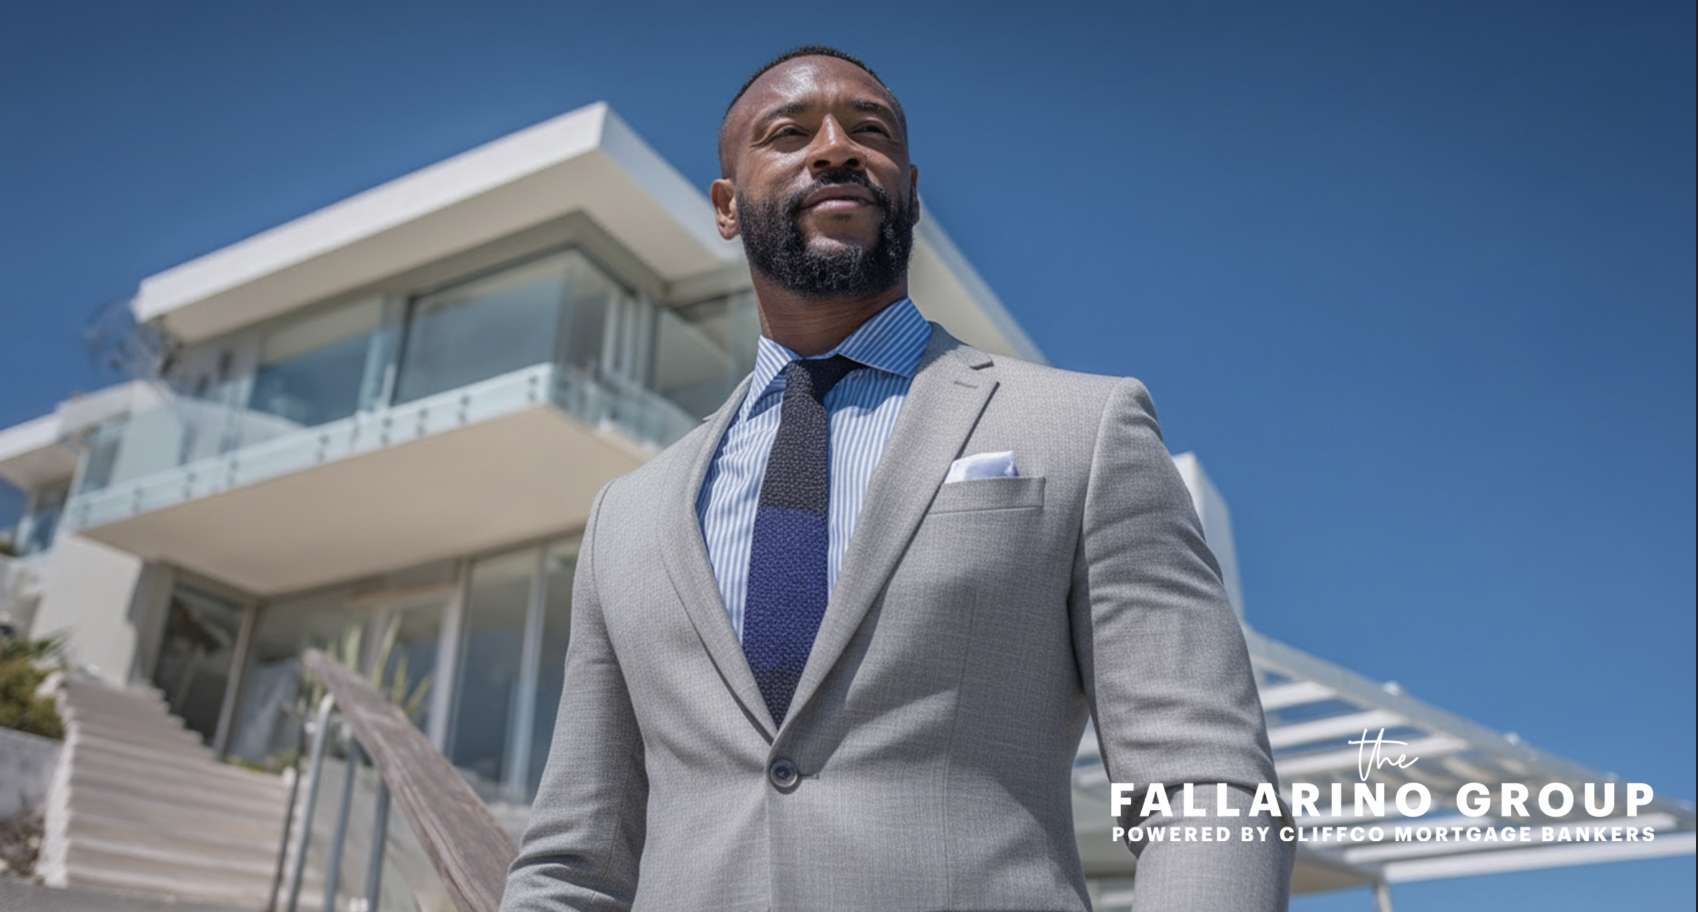 the
FALLARINO GROUP
POWERED BY CLIFFCO MORTGAGE BANKERS